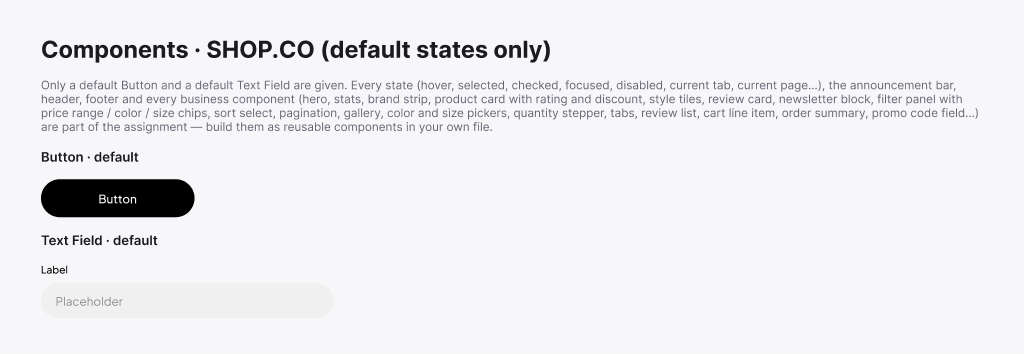 Components · SHOP.CO (default states only)
Only a default Button and a default Text Field are given. Every state (hover, selected, checked, focused, disabled, current tab, current page...), the announcement bar,
header, footer and every business component (hero, stats, brand strip, product card with rating and discount, style tiles, review card, newsletter block, filter panel with
price range / color / size chips, sort select, pagination, gallery, color and size pickers, quantity stepper, tabs, review list, cart line item, order summary, promo code field...)
are part of the assignment — build them as reusable components in your own file.
Button · default
Button
Text Field · default
Label
Placeholder